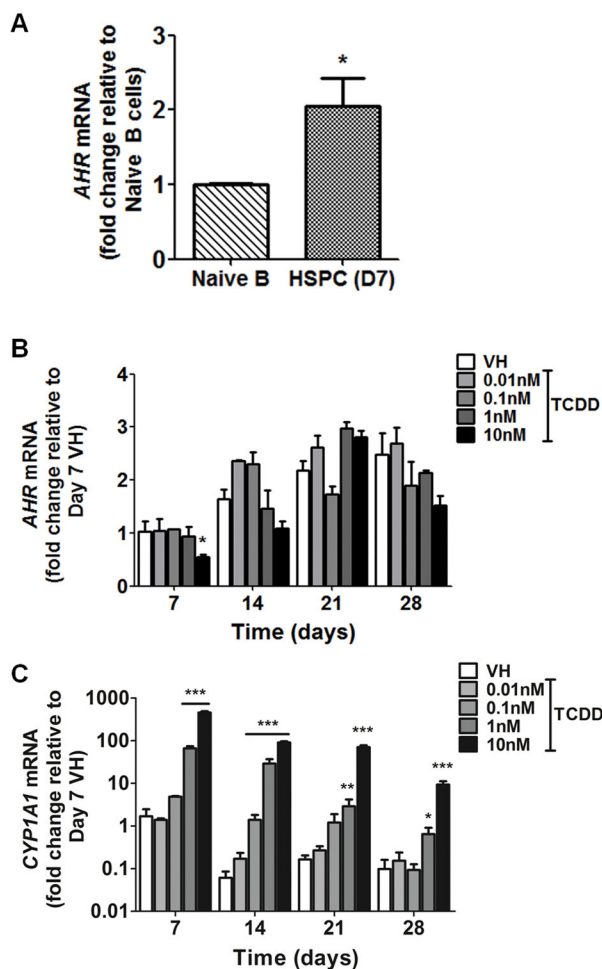 A
AHR mRNA
(fold change relative to
Naive B cells)
3
2
1
0
*
Naive B
HSPC (D7)
B
AHR mRNA
(fold change relative to
Day 7 VH)
4
3
2
1
0
*
7
14
21
28
Time (days)
VH
0.01nM
0.1nM
1nM
10nM
TCDD
C
CYP1A1 mRNA
(fold change relative to
Day 7 VH)
1000
100
10
1
0.1
0.01
***
***
**
***
*
***
7
14
21
28
Time (days)
VH
0.01nM
0.1nM
1nM
10nM
TCDD